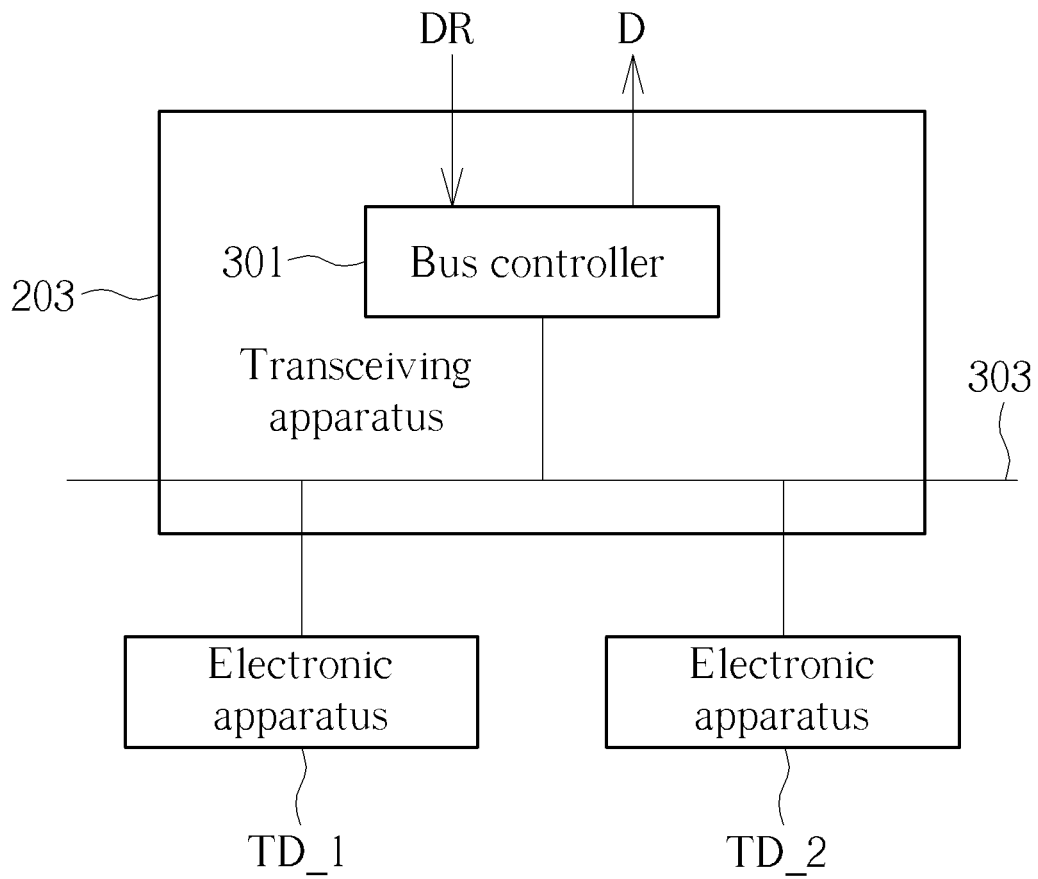 DR
D
301
Bus controller
203
Transceiving
apparatus
303
Electronic
apparatus
Electronic
apparatus
TD_1
TD_2